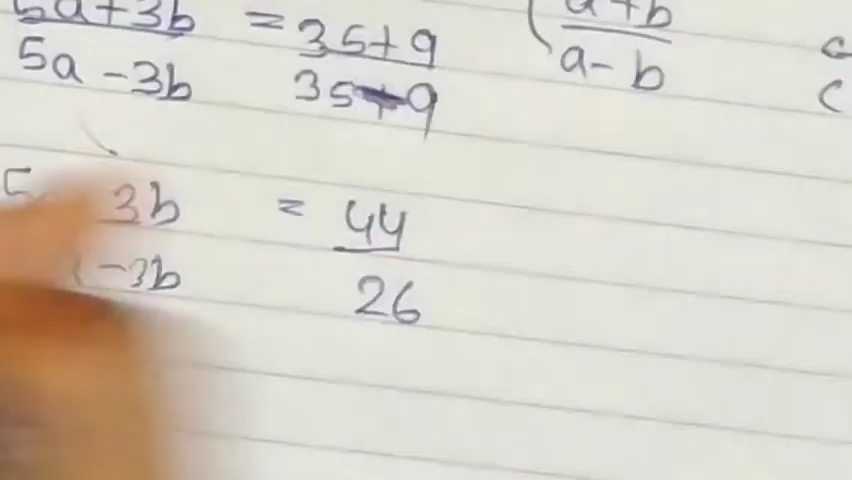 5a+3b = 35+9 (a+b
5a-3b 35-9 a-b
3b = 44
-3b 26